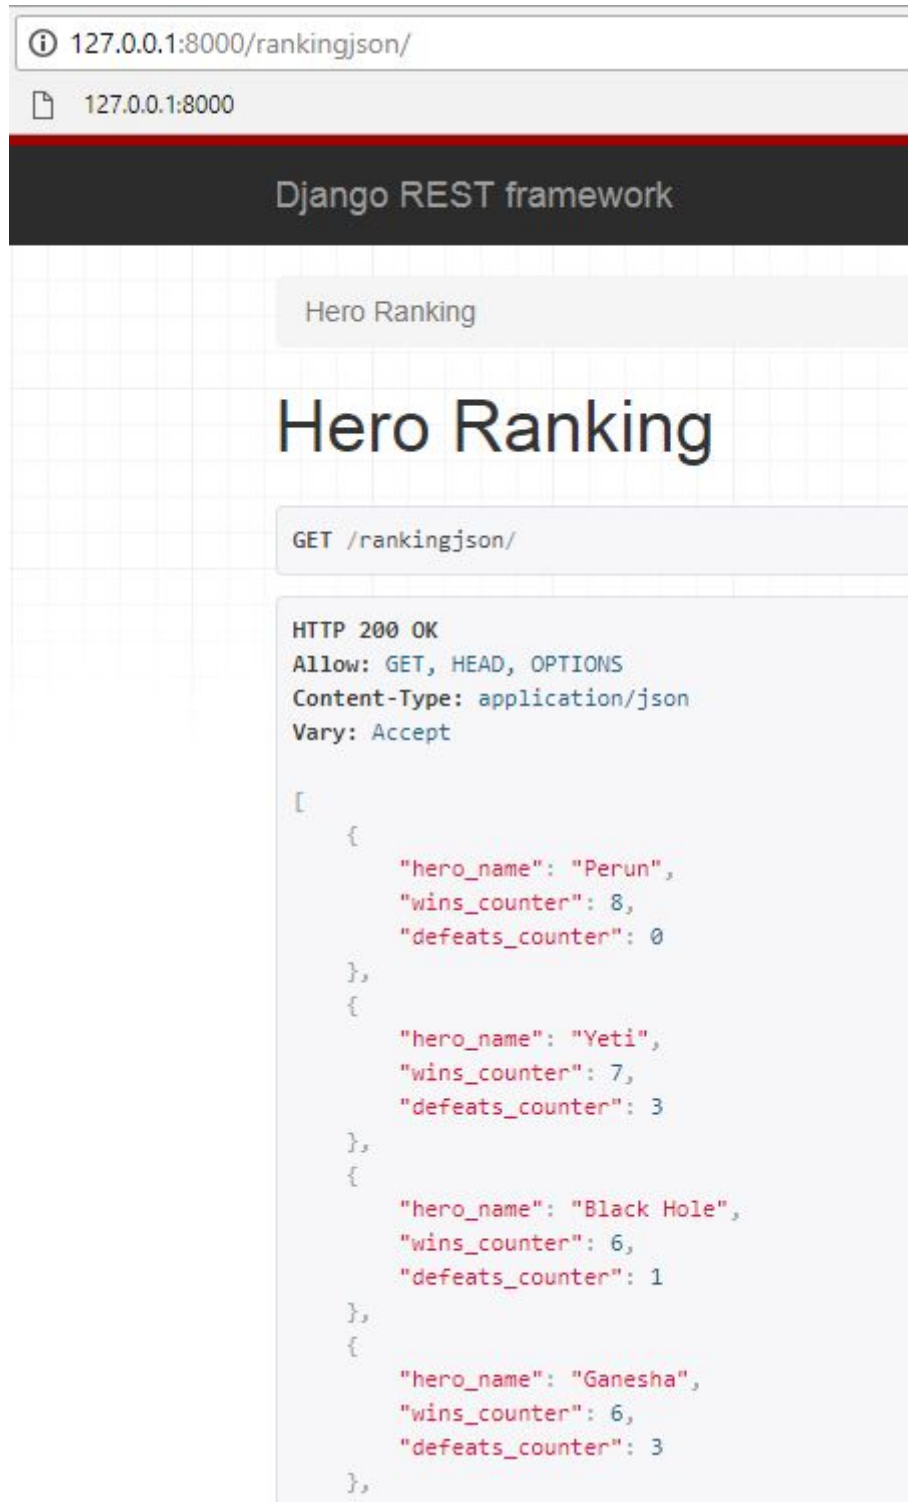 127.0.0.1:8000/rankingjson/
127.0.0.1:8000
Django REST framework
Hero Ranking
Hero Ranking
GET /rankingjson/
HTTP 200 OK
Allow: GET, HEAD, OPTIONS
Content-Type: application/json
Vary: Accept
[
    {
        "hero_name": "Perun",
        "wins_counter": 8,
        "defeats_counter": 0
    },
    {
        "hero_name": "Yeti",
        "wins_counter": 7,
        "defeats_counter": 3
    },
    {
        "hero_name": "Black Hole",
        "wins_counter": 6,
        "defeats_counter": 1
    },
    {
        "hero_name": "Ganesha",
        "wins_counter": 6,
        "defeats_counter": 3
    },